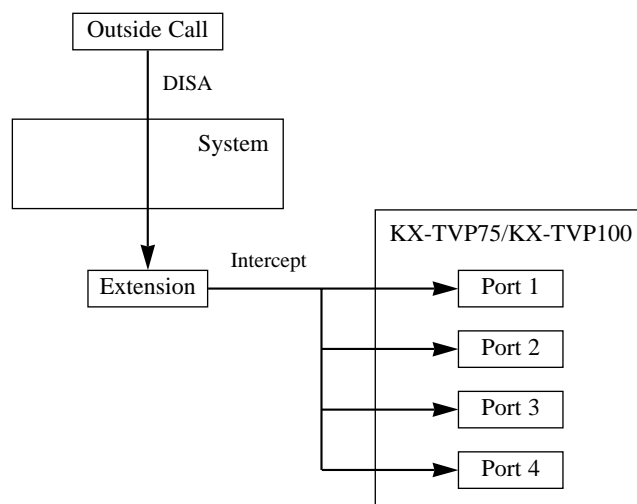 Outside Call
DISA
System
KX-TVP75/KX-TVP100
Intercept
Extension
Port 1
Port 2
Port 3
Port 4